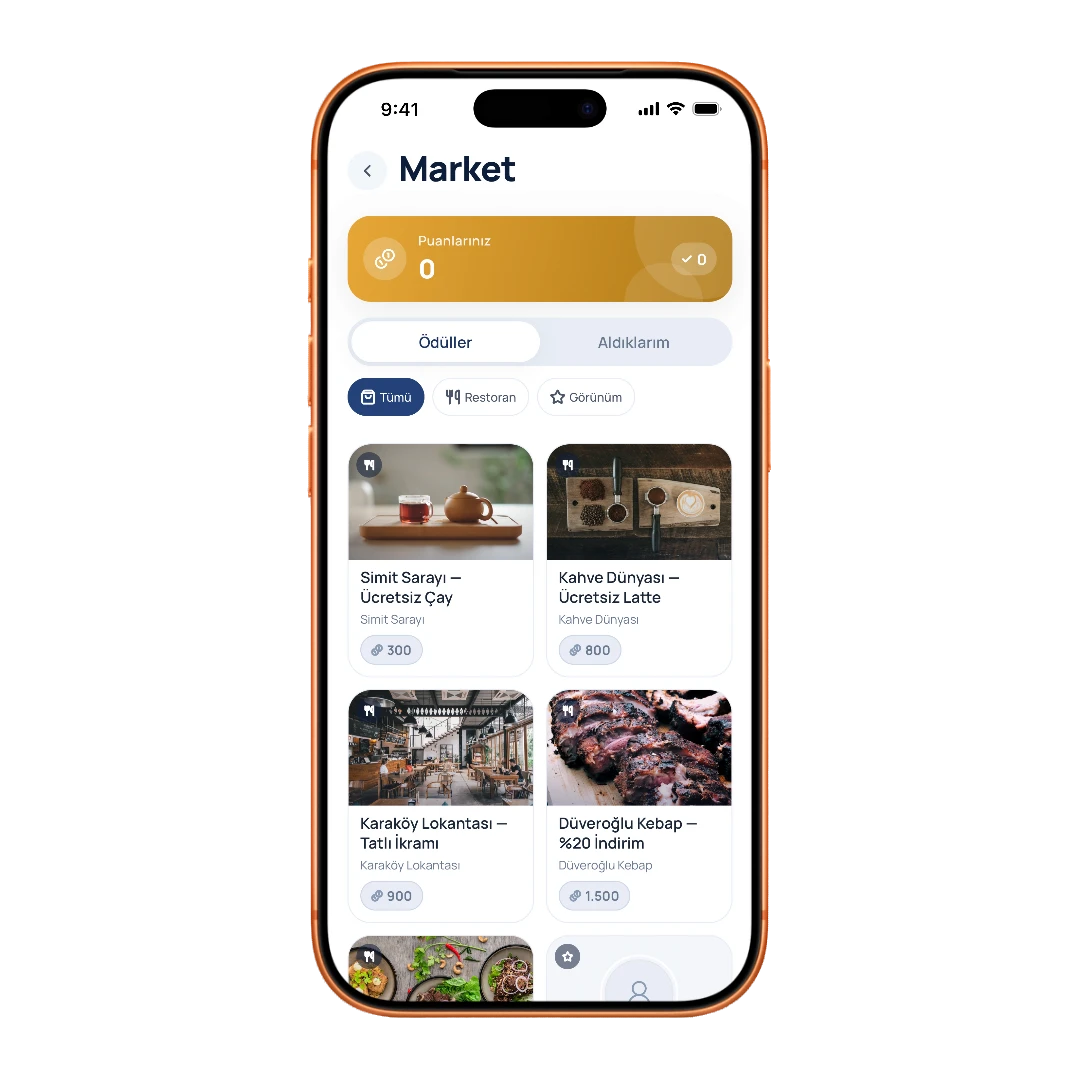 9:41
Market
Puanlarınız
0
0
Ödüller
Aldıklarım
Tümü
Restoran
Görünüm
Simit Sarayı —
Ücretsiz Çay
Simit Sarayı
300
Kahve Dünyası —
Ücretsiz Latte
Kahve Dünyası
800
Karaköy Lokantası —
Tatlı İkramı
Karaköy Lokantası
900
Düveroğlu Kebap —
%20 İndirim
Düveroğlu Kebap
1.500